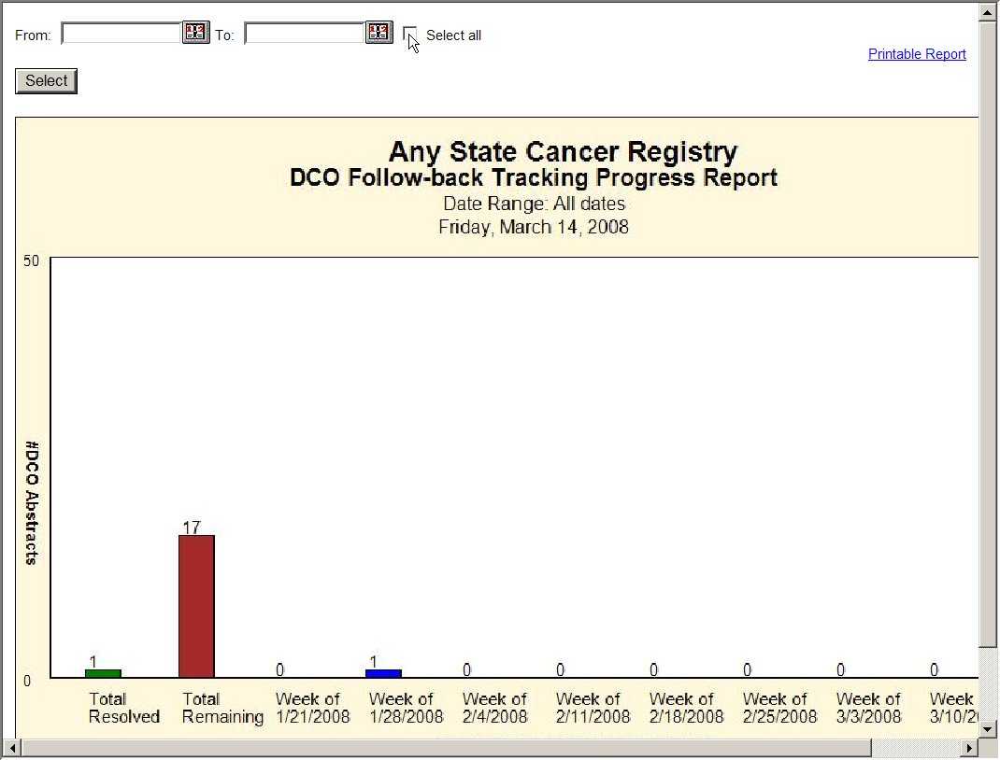 From: To: Select all
Printable Report
Select
Any State Cancer Registry
DCO Follow-back Tracking Progress Report
Date Range: All dates
Friday, March 14, 2008
50
#DCO Abstracts
17
1 0 1 0 0 0 0 0 0
0
Total Total Week of Week of Week of Week of Week of Week of Week of Week
Resolved Remaining 1/21/2008 1/28/2008 2/4/2008 2/11/2008 2/18/2008 2/25/2008 3/3/2008 3/10/20